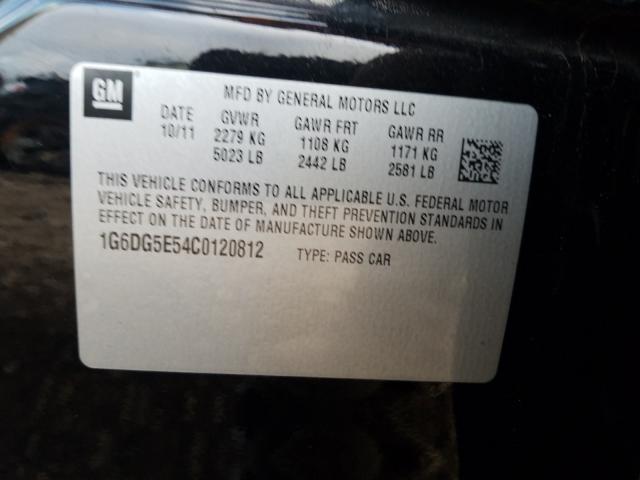 GM
MFD BY GENERAL MOTORS LLC
DATE GVWR GAWR FRT GAWR RR
10/11 2279 KG 1108 KG 1171 KG
5023 LB 2442 LB 2581 LB
THIS VEHICLE CONFORMS TO ALL APPLICABLE U.S. FEDERAL MOTOR
VEHICLE SAFETY, BUMPER, AND THEFT PREVENTION STANDARDS IN
EFFECT ON THE DATE OF MANUFACTURE SHOWN ABOVE.
1G6DG5E54C0120812 TYPE: PASS CAR